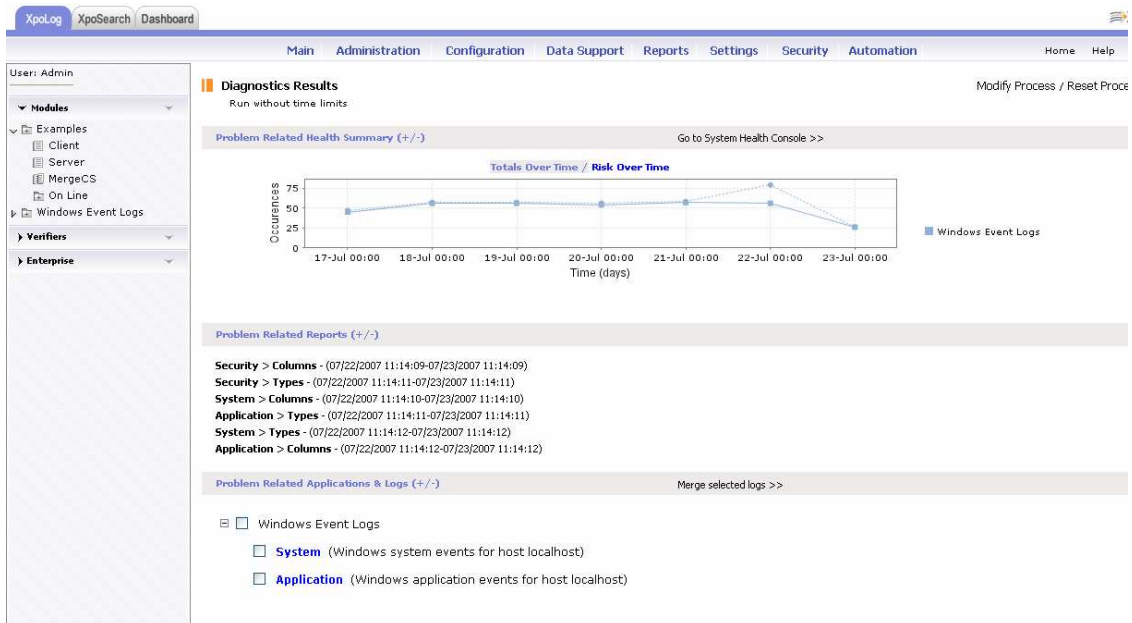 XpoLog XpoSearch Dashboard
Main Administration Configuration Data Support Reports Settings Security Automation Home Help
User: Admin
Modules
Examples
Client
Server
MergeCS
On Line
Windows Event Logs
Verifiers
Enterprise
Diagnostics Results
Modify Process / Reset Proce
Run without time limits
Problem Related Health Summary (+/-) Go to System Health Console >>
Totals Over Time / Risk Over Time
Occurences
75
50
25
0
17-Jul 00:00 18-Jul 00:00 19-Jul 00:00 20-Jul 00:00 21-Jul 00:00 22-Jul 00:00 23-Jul 00:00
Time (days)
Windows Event Logs
Problem Related Reports (+/-)
Security > Columns - (07/22/2007 11:14:09-07/23/2007 11:14:09)
Security > Types - (07/22/2007 11:14:11-07/23/2007 11:14:11)
System > Columns - (07/22/2007 11:14:10-07/23/2007 11:14:10)
Application > Types - (07/22/2007 11:14:11-07/23/2007 11:14:11)
System > Types - (07/22/2007 11:14:12-07/23/2007 11:14:12)
Application > Columns - (07/22/2007 11:14:12-07/23/2007 11:14:12)
Problem Related Applications & Logs (+/-) Merge selected logs >>
Windows Event Logs
System (Windows system events for host localhost)
Application (Windows application events for host localhost)